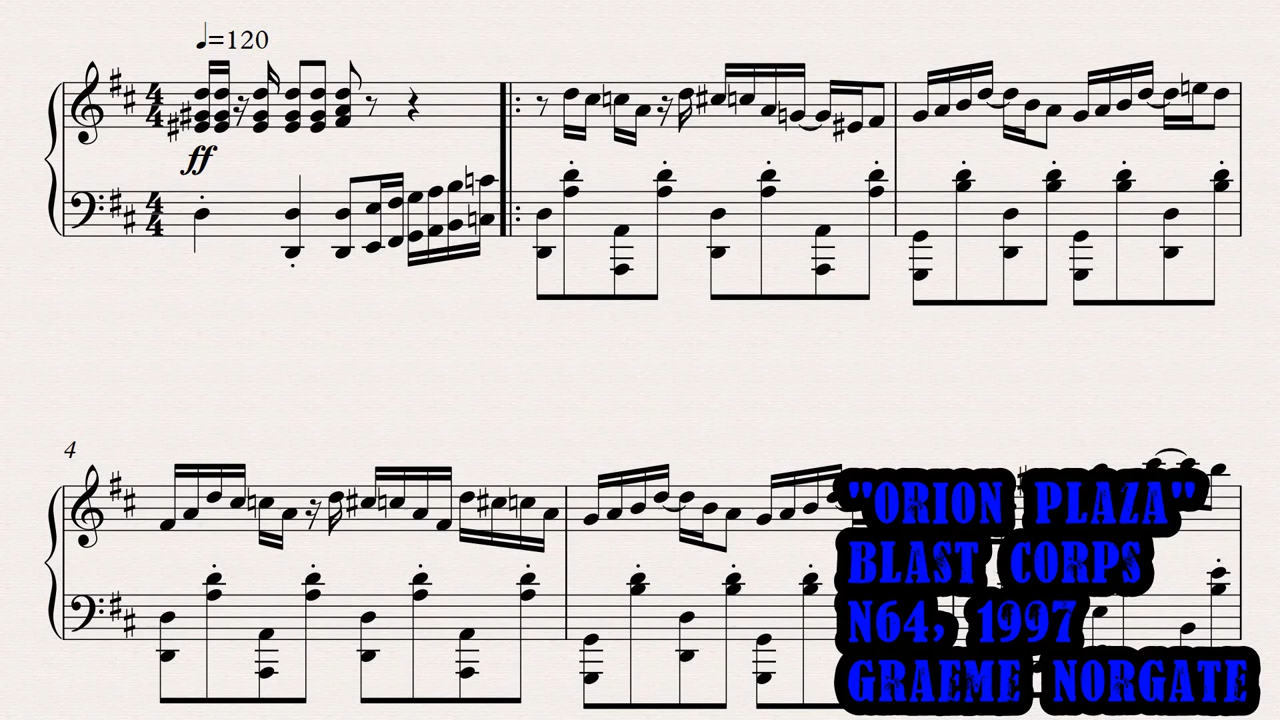 ♩=120
ff
4
"ORION PLAZA"
BLAST CORPS
N64, 1997
GRAEME NORGATE